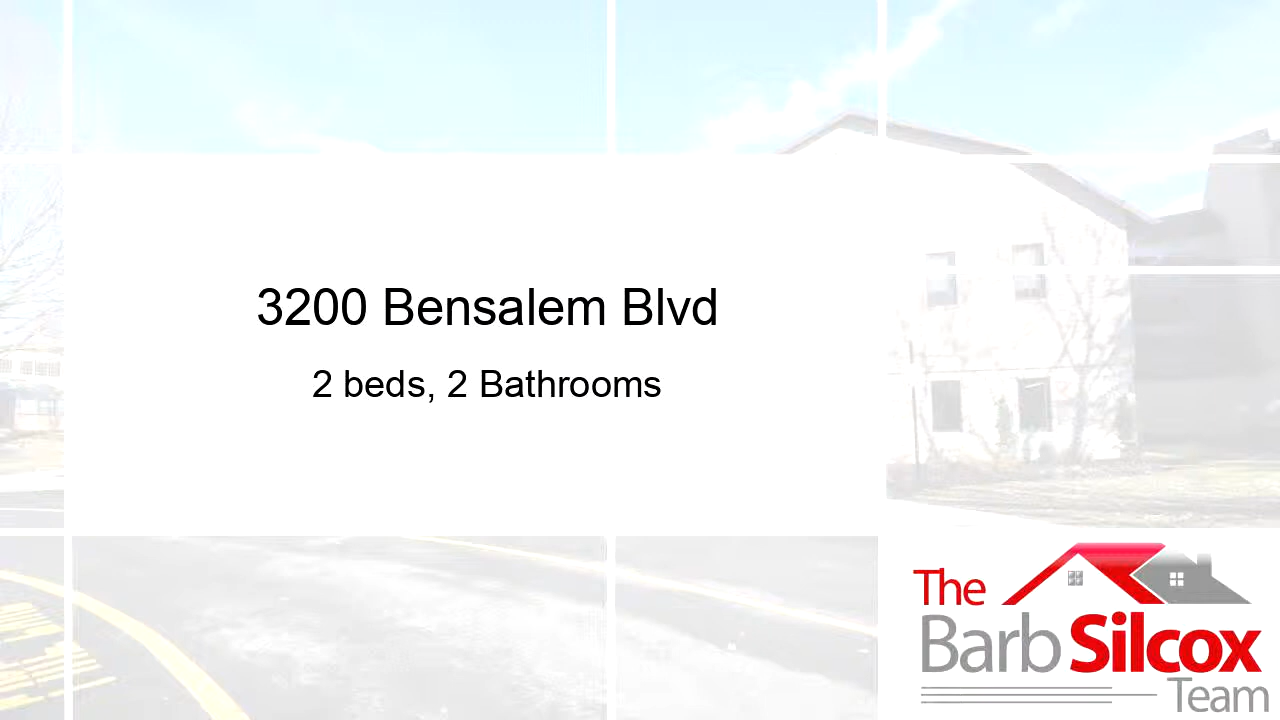 3200 Bensalem Blvd
2 beds, 2 Bathrooms
The
Barb Silcox
Team